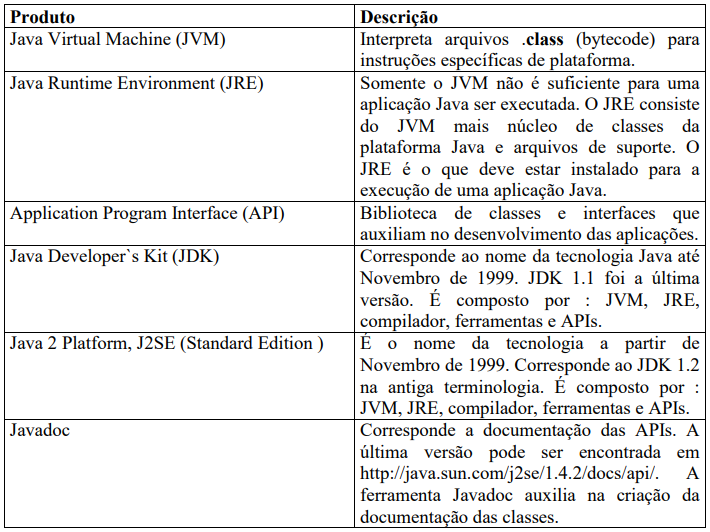 Produto Descrição
Java Virtual Machine (JVM) Interpreta arquivos .class (bytecode) para
instruções específicas de plataforma.
Java Runtime Environment (JRE) Somente o JVM não é suficiente para uma
aplicação Java ser executada. O JRE consiste
do JVM mais núcleo de classes da
plataforma Java e arquivos de suporte. O
JRE é o que deve estar instalado para a
execução de uma aplicação Java.
Application Program Interface (API) Biblioteca de classes e interfaces que
auxiliam no desenvolvimento das aplicações.
Java Developer`s Kit (JDK) Corresponde ao nome da tecnologia Java até
Novembro de 1999. JDK 1.1 foi a última
versão. É composto por : JVM, JRE,
compilador, ferramentas e APIs.
Java 2 Platform, J2SE (Standard Edition ) É o nome da tecnologia a partir de
Novembro de 1999. Corresponde ao JDK 1.2
na antiga terminologia. É composto por :
JVM, JRE, compilador, ferramentas e APIs.
Javadoc Corresponde a documentação das APIs. A
última versão pode ser encontrada em
http://java.sun.com/j2se/1.4.2/docs/api/. A
ferramenta Javadoc auxilia na criação da
documentação das classes.